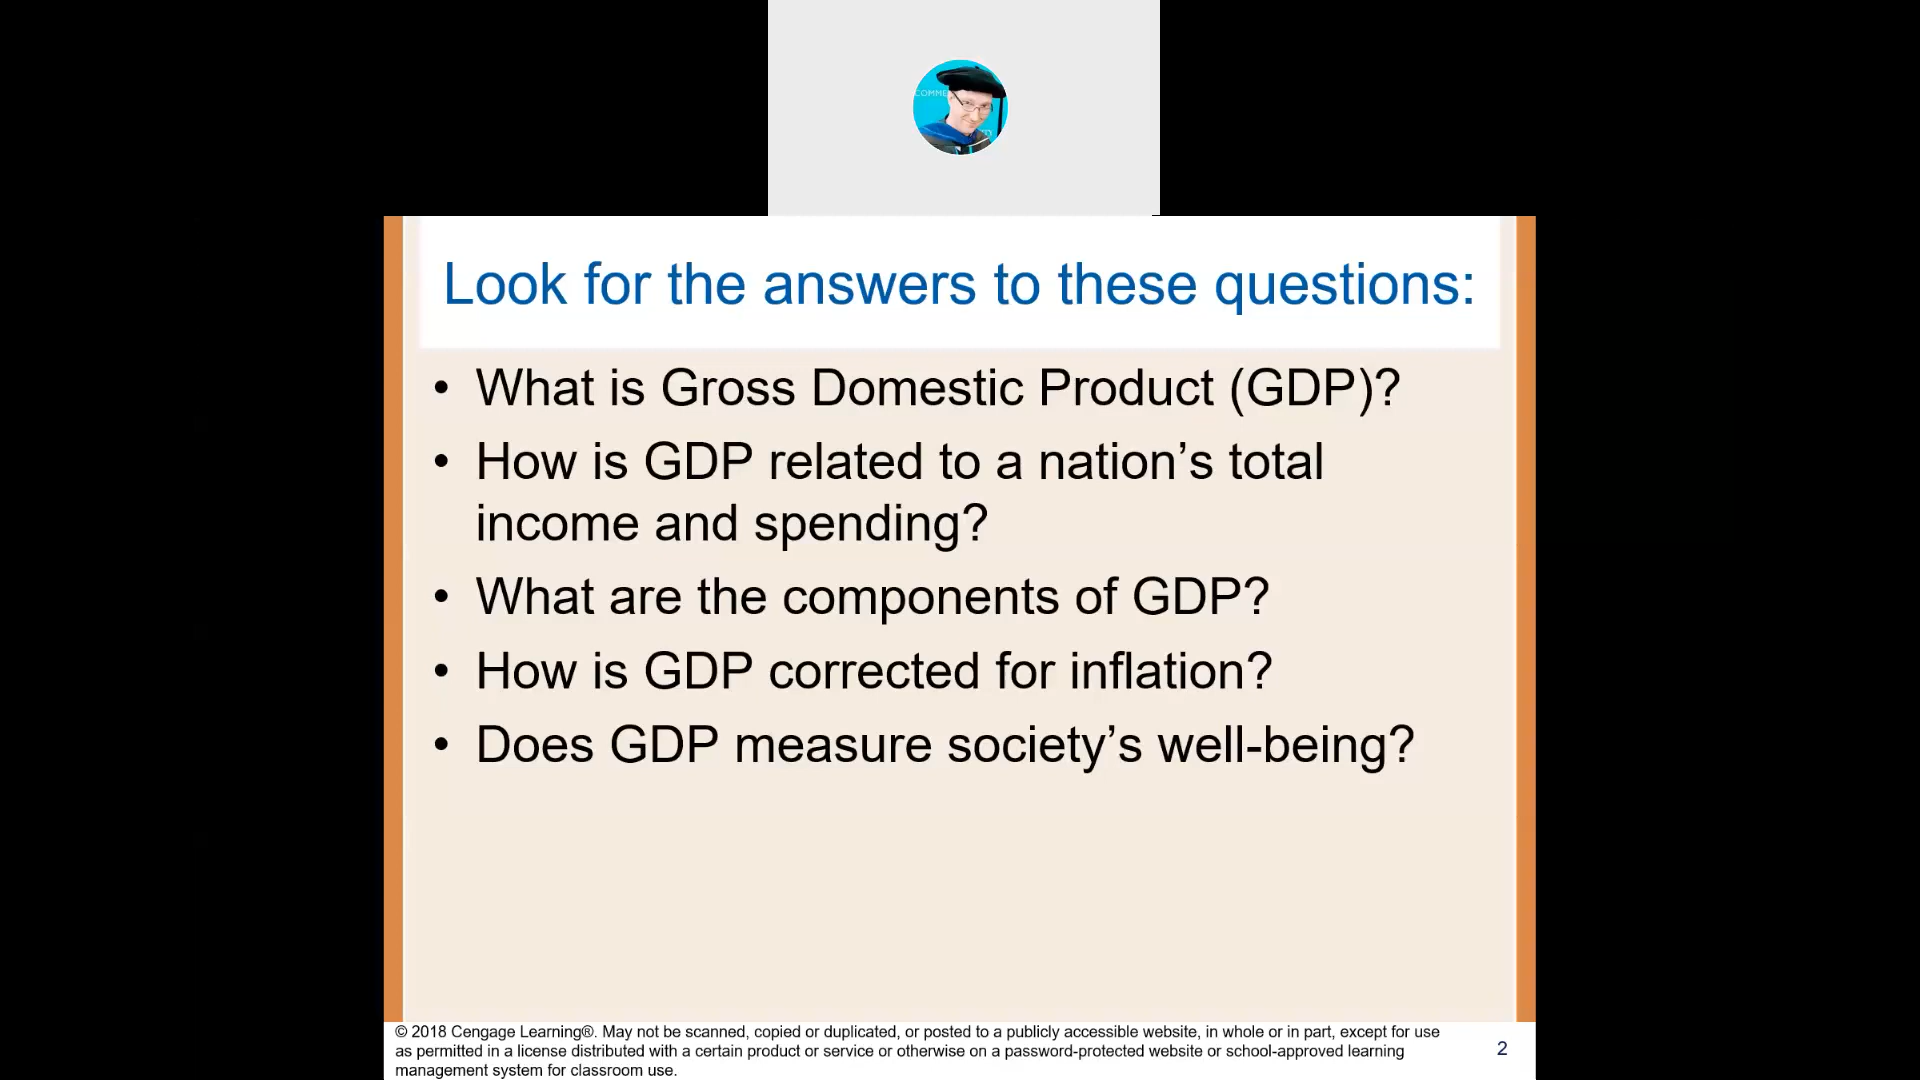 COMME
Look for the answers to these questions:
• What is Gross Domestic Product (GDP)?
• How is GDP related to a nation’s total
income and spending?
• What are the components of GDP?
• How is GDP corrected for inflation?
• Does GDP measure society’s well-being?
© 2018 Cengage Learning®. May not be scanned, copied or duplicated, or posted to a publicly accessible website, in whole or in part, except for use
as permitted in a license distributed with a certain product or service or otherwise on a password-protected website or school-approved learning
management system for classroom use.
2